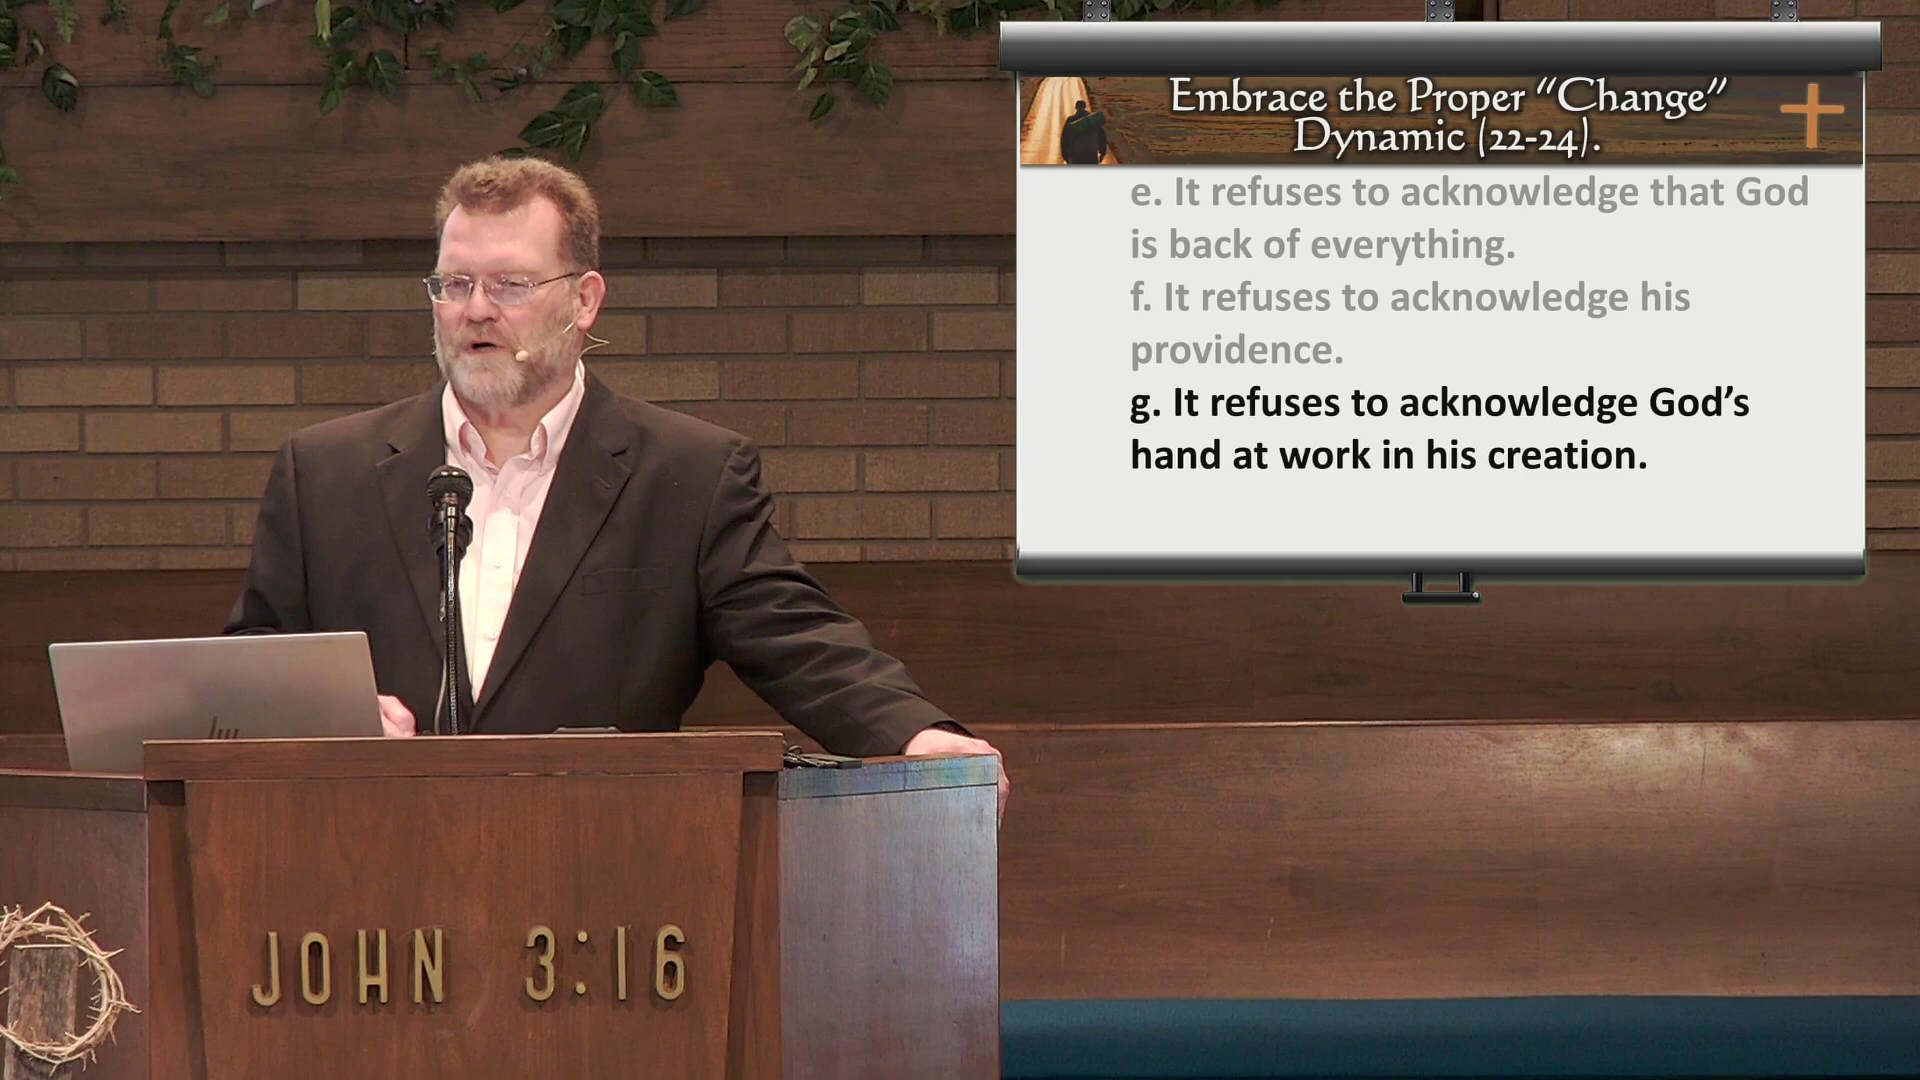 Embrace the Proper “Change”
Dynamic (22-24).
e. It refuses to acknowledge that God
is back of everything.
f. It refuses to acknowledge his
providence.
g. It refuses to acknowledge God’s
hand at work in his creation.
JOHN 3:16